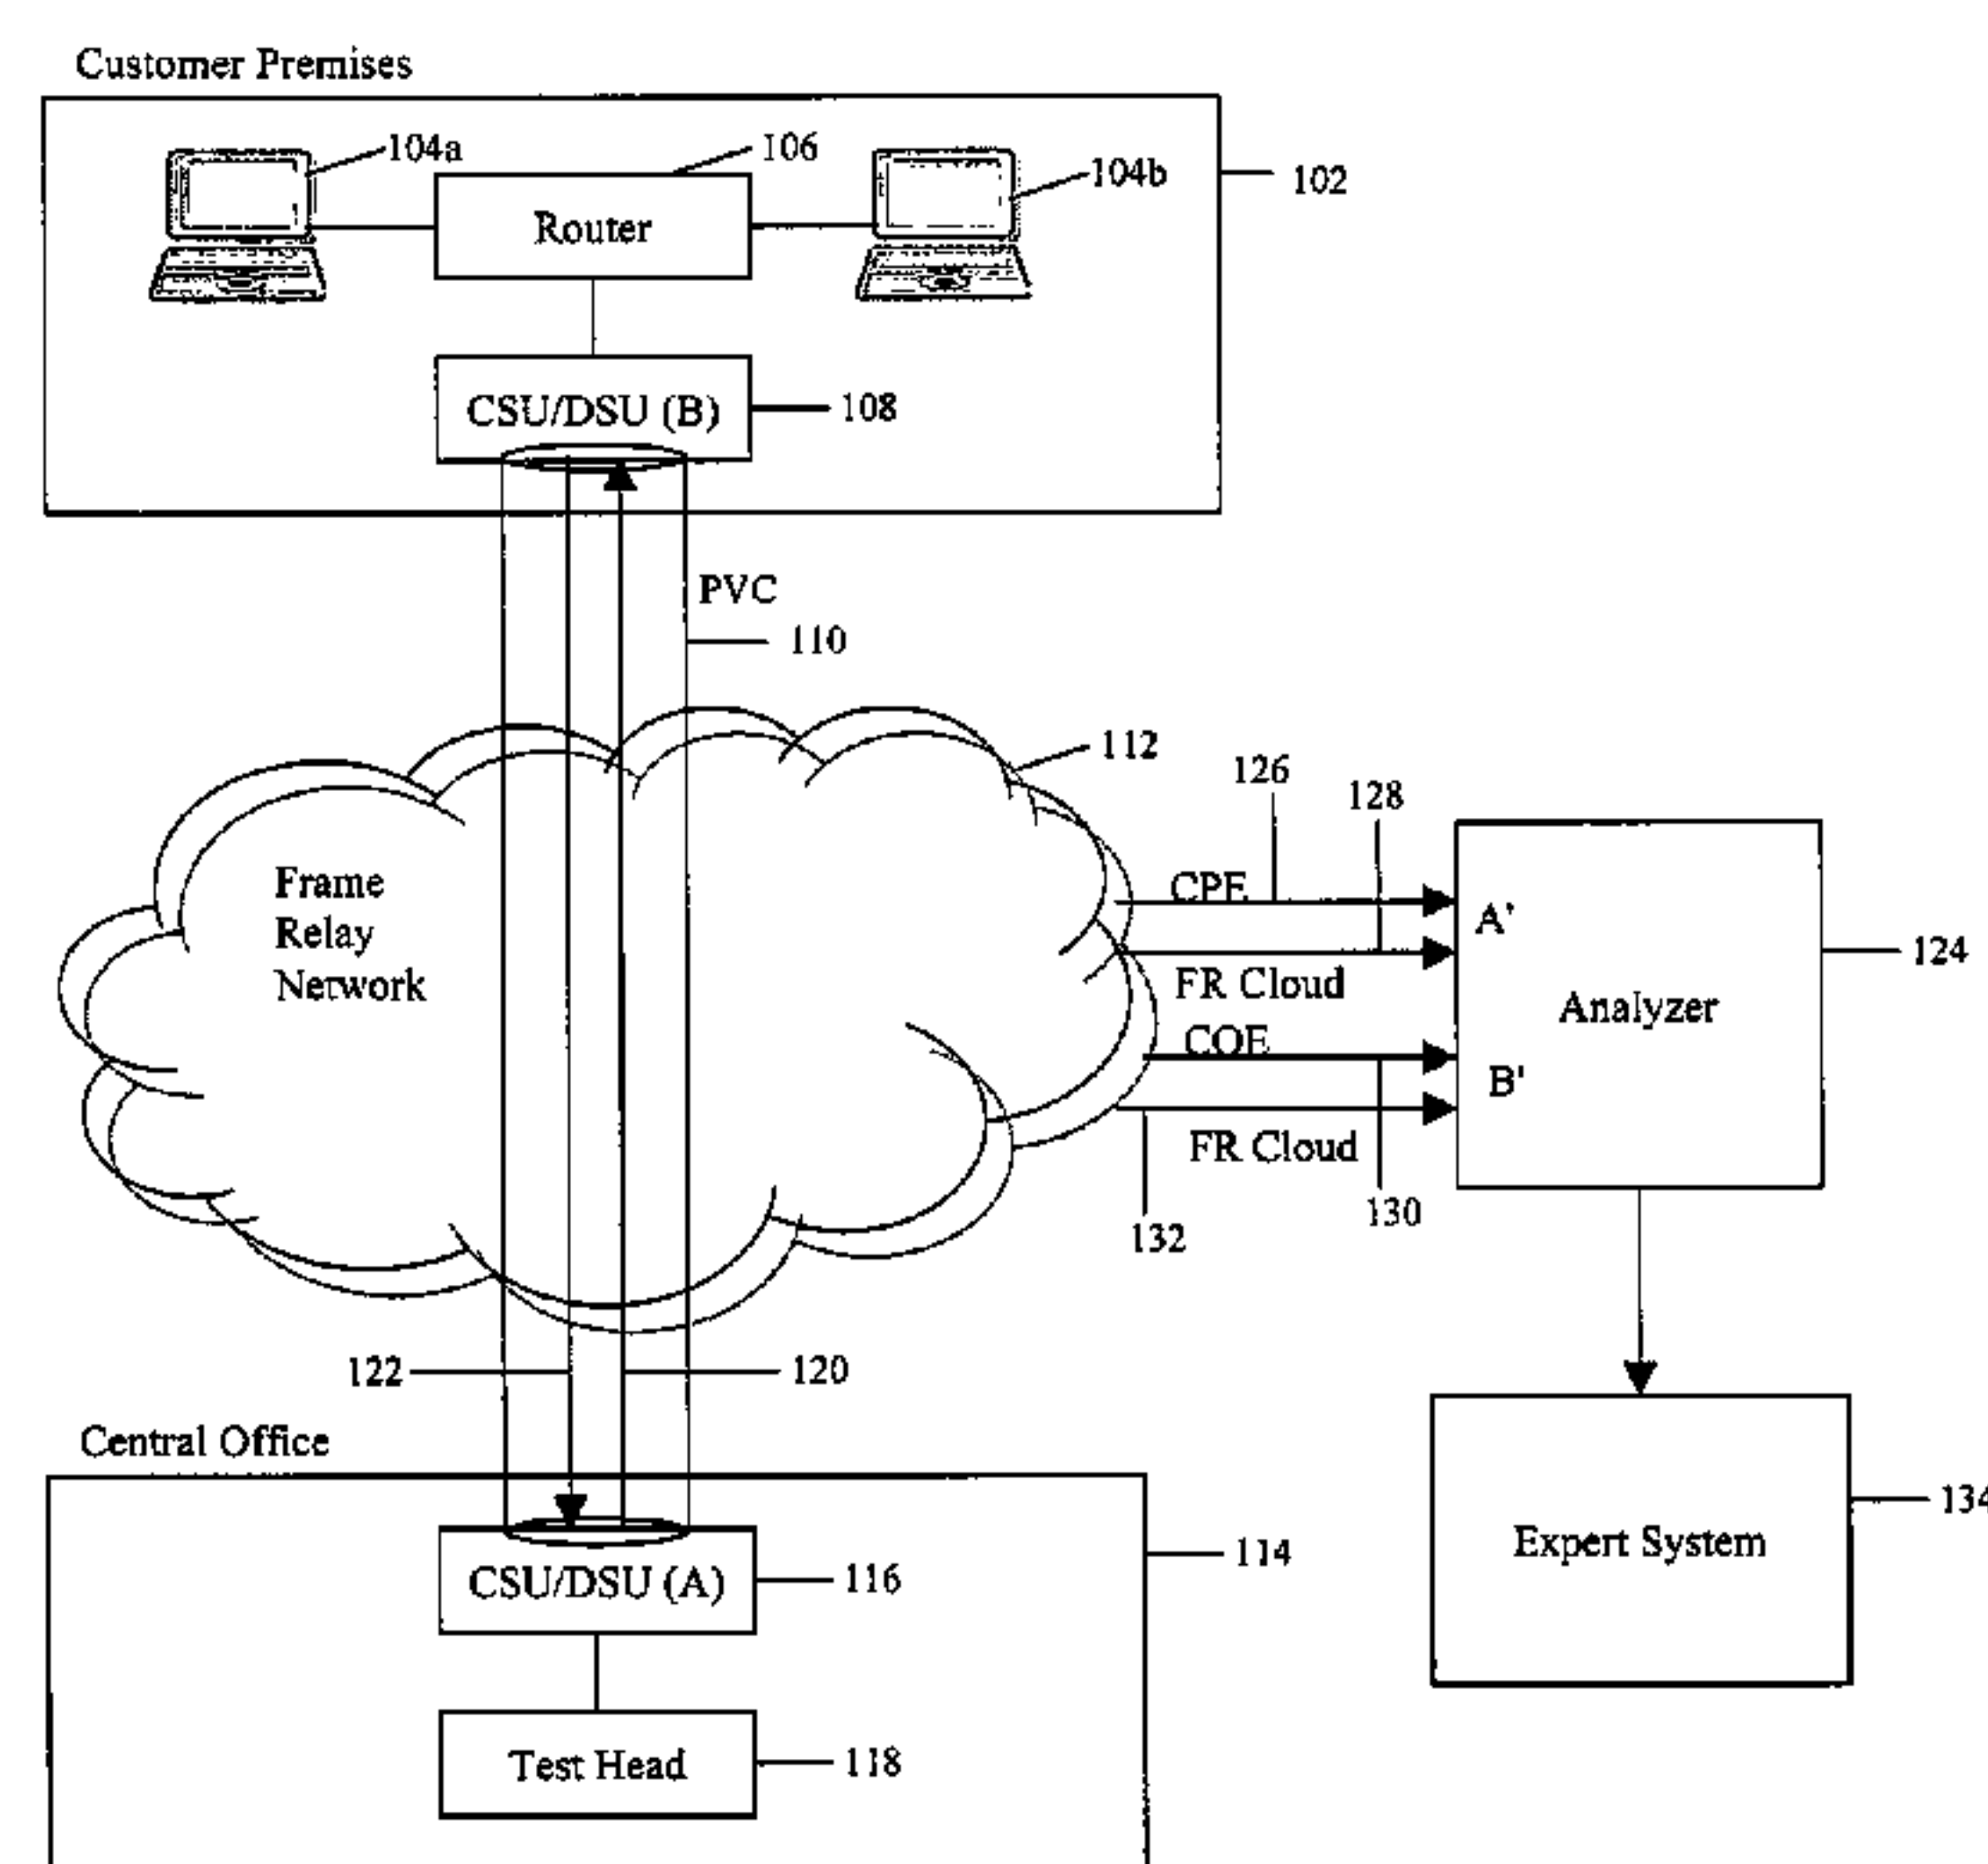 Customer Premises
104a
106
104b
102
Router
CSU/DSU (B)
108
PVC
110
112
126
128
Frame
Relay
Network
CPE
A'
124
FR Cloud
Analyzer
COE
B'
FR Cloud
130
132
122
120
Central Office
134
Expert System
114
CSU/DSU (A)
116
Test Head
118